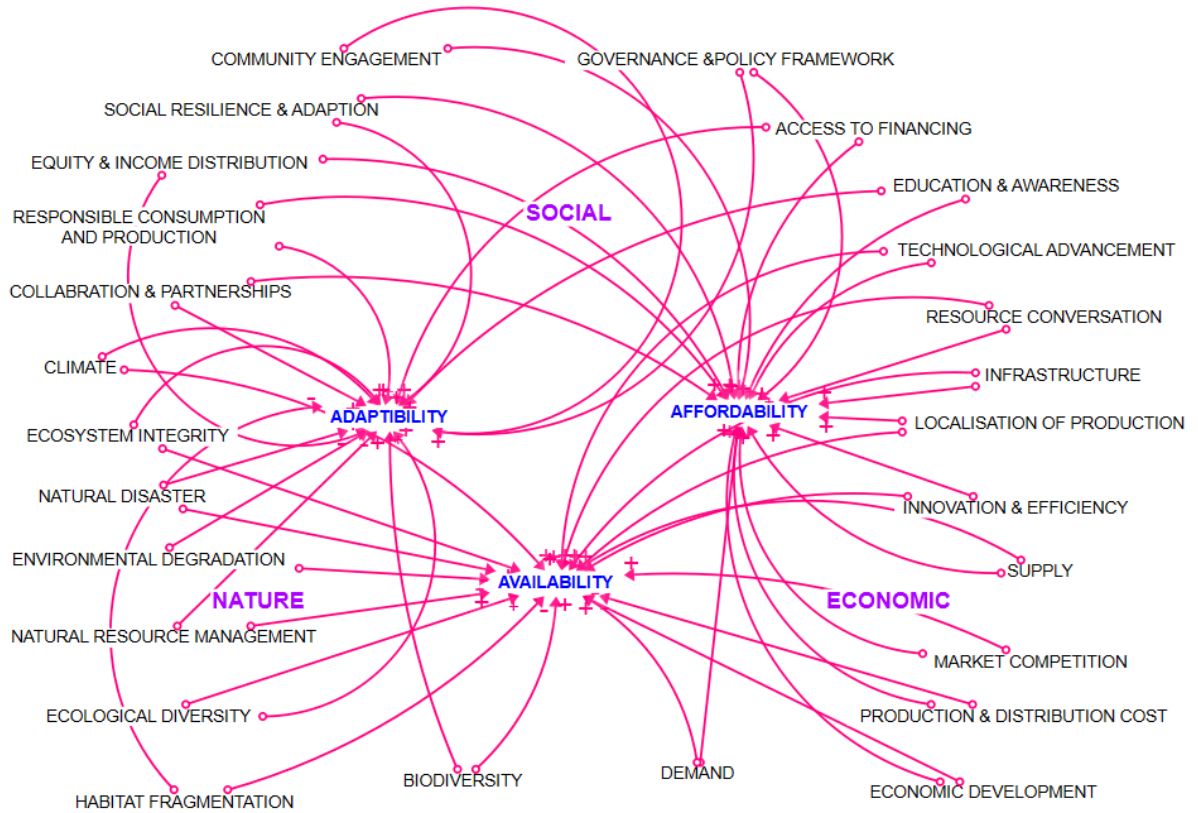 COMMUNITY ENGAGEMENT
GOVERNANCE &POLICY FRAMEWORK
SOCIAL RESILIENCE & ADAPTION
ACCESS TO FINANCING
EQUITY & INCOME DISTRIBUTION
EDUCATION & AWARENESS
RESPONSIBLE CONSUMPTION
AND PRODUCTION
SOCIAL
TECHNOLOGICAL ADVANCEMENT
COLLABRATION & PARTNERSHIPS
RESOURCE CONVERSATION
CLIMATE
INFRASTRUCTURE
ADAPTIBILITY
AFFORDABILITY
LOCALISATION OF PRODUCTION
ECOSYSTEM INTEGRITY
NATURAL DISASTER
INNOVATION & EFFICIENCY
ENVIRONMENTAL DEGRADATION
SUPPLY
AVAILABILITY
NATURE
ECONOMIC
NATURAL RESOURCE MANAGEMENT
MARKET COMPETITION
ECOLOGICAL DIVERSITY
PRODUCTION & DISTRIBUTION COST
BIODIVERSITY
DEMAND
HABITAT FRAGMENTATION
ECONOMIC DEVELOPMENT